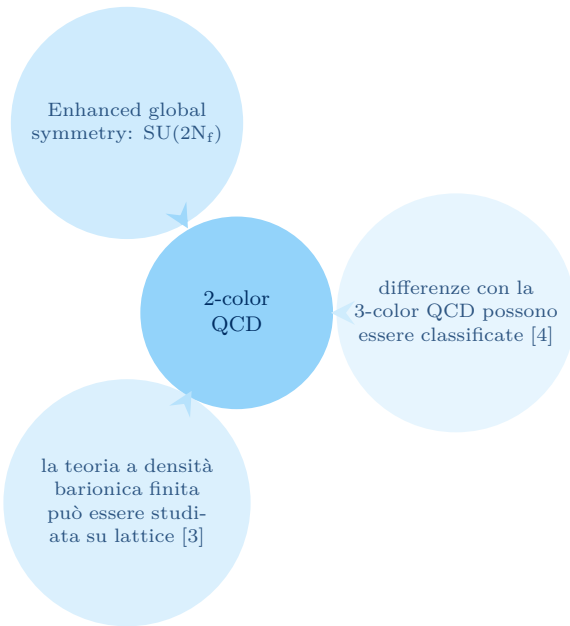 Enhanced global
symmetry: SU(2N_f)
2-color
QCD
differenze con la
3-color QCD possono
essere classificate [4]
la teoria a densità
barionica finita
può essere studi-
ata su lattice [3]